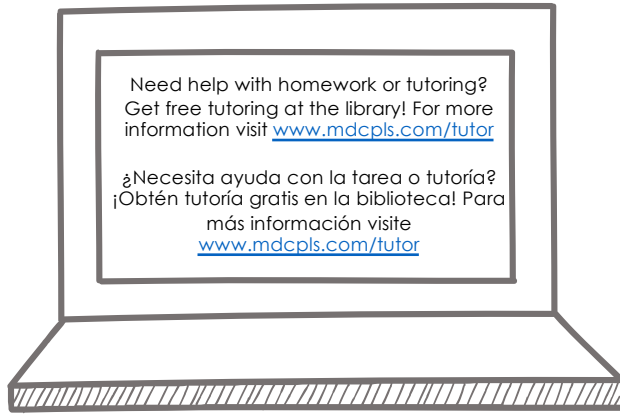 Need help with homework or tutoring?
Get free tutoring at the library! For more
information visit www.mdcpls.com/tutor
¿Necesita ayuda con la tarea o tutoría?
¡Obtén tutoría gratis en la biblioteca! Para
más información visite
www.mdcpls.com/tutor